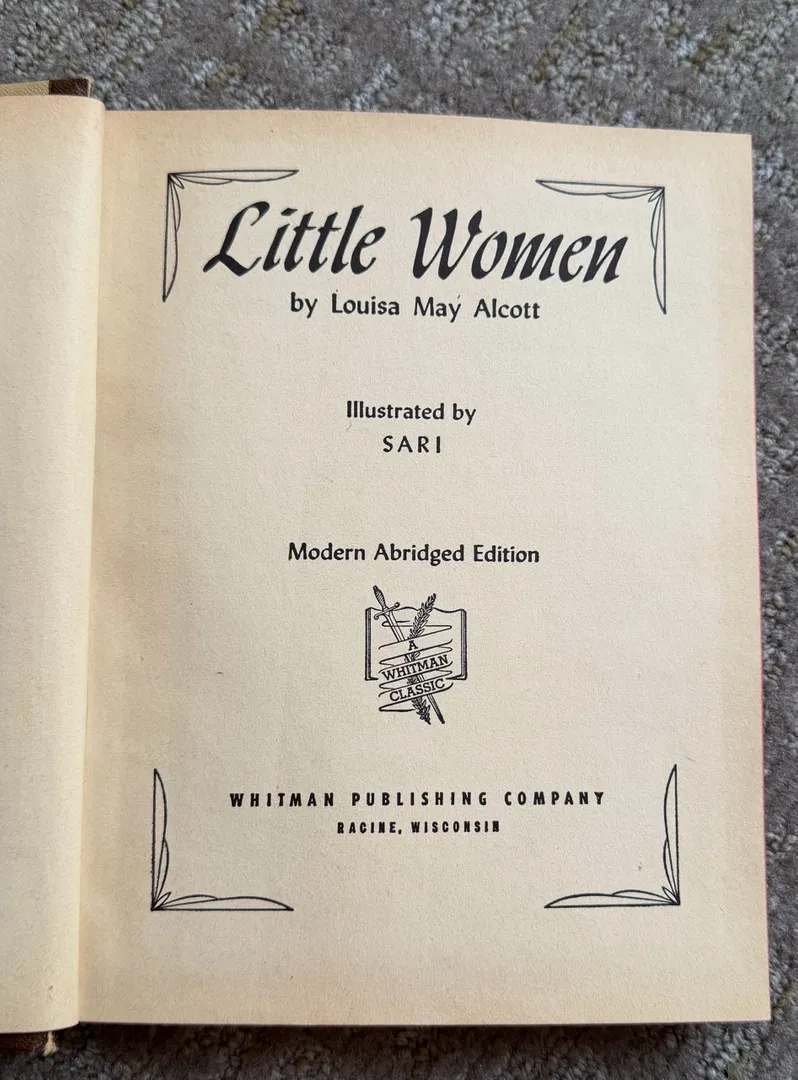 Little Women
by Louisa May Alcott
Illustrated by
SARI
Modern Abridged Edition
A
WHITMAN
CLASSIC
WHITMAN PUBLISHING COMPANY
RACINE, WISCONSIN